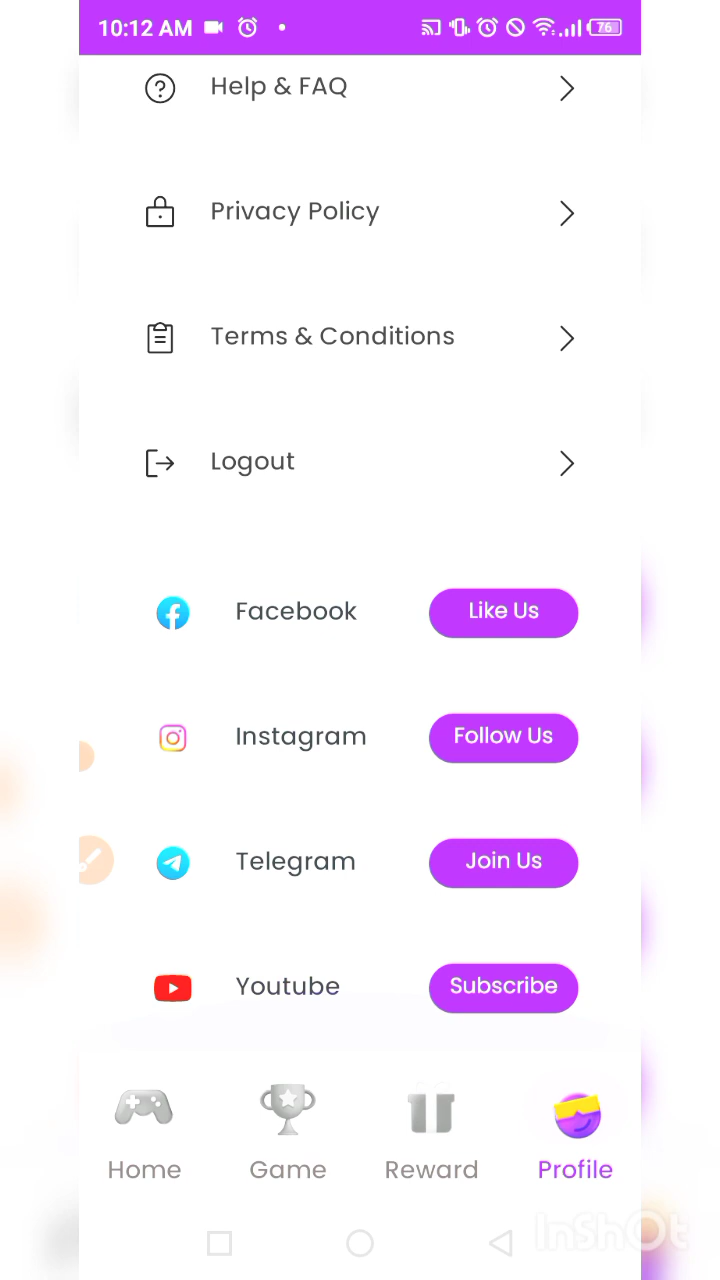 10:12 AM
76
Help & FAQ
Privacy Policy
Terms & Conditions
Logout
Facebook
Like Us
Instagram
Follow Us
Telegram
Join Us
Youtube
Subscribe
Home
Game
Reward
Profile
InShOt